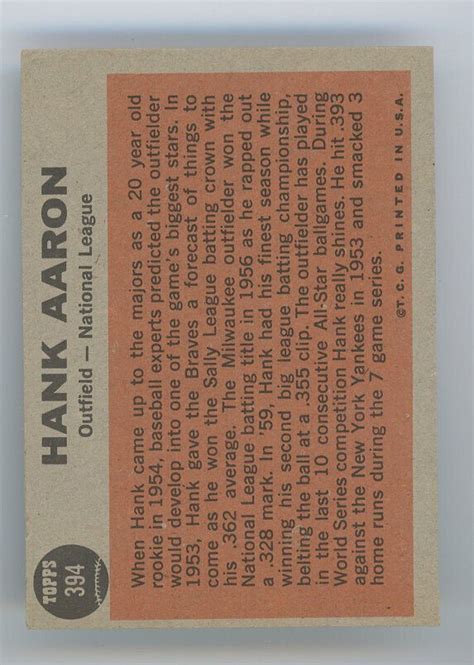 TOPPS
394
HANK AARON
Outfield — National League
When Hank came up to the majors as a 20 year old
rookie in 1954, baseball experts predicted the outfielder
would develop into one of the game's biggest stars. In
1953, Hank gave the Braves a forecast of things to
come as he won the Sally League batting crown with
his .362 average. The Milwaukee outfielder won the
National League batting title in 1956 as he rapped out
a .328 mark. In '59, Hank had his finest season while
winning his second big league batting championship,
belting the ball at a .355 clip. The outfielder has played
in the last 10 consecutive All-Star ballgames. During
World Series competition Hank really shines. He hit .393
against the New York Yankees in 1953 and smacked 3
home runs during the 7 game series.
©T.C.G. PRINTED IN U.S.A.